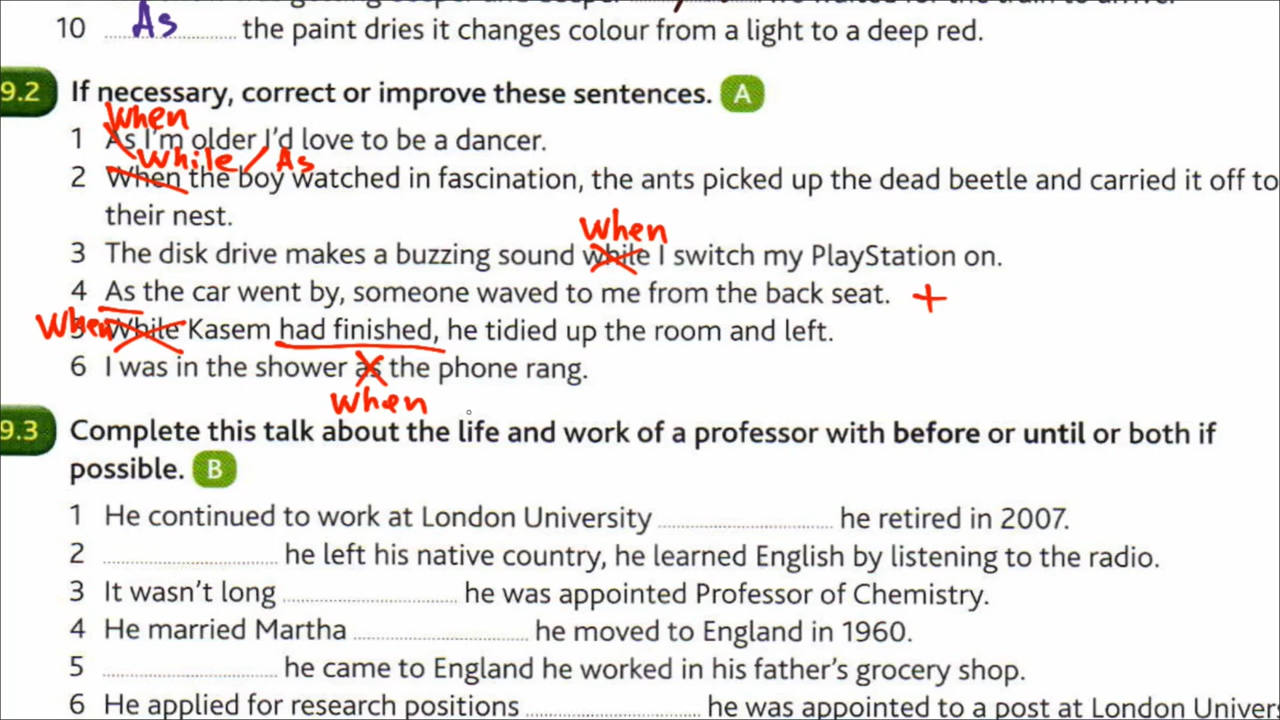 10 As the paint dries it changes colour from a light to a deep red.
9.2 If necessary, correct or improve these sentences. A
When
1 As I'm older I'd love to be a dancer.
While / As
2 When the boy watched in fascination, the ants picked up the dead beetle and carried it off to
their nest.
When
3 The disk drive makes a buzzing sound while I switch my PlayStation on.
4 As the car went by, someone waved to me from the back seat. +
When 5 While Kasem had finished, he tidied up the room and left.
6 I was in the shower as the phone rang.
when
9.3 Complete this talk about the life and work of a professor with before or until or both if
possible. B
1 He continued to work at London University ............ he retired in 2007.
2 ............ he left his native country, he learned English by listening to the radio.
3 It wasn't long ............ he was appointed Professor of Chemistry.
4 He married Martha ............ he moved to England in 1960.
5 ............ he came to England he worked in his father's grocery shop.
6 He applied for research positions ............ he was appointed to a post at London Univer